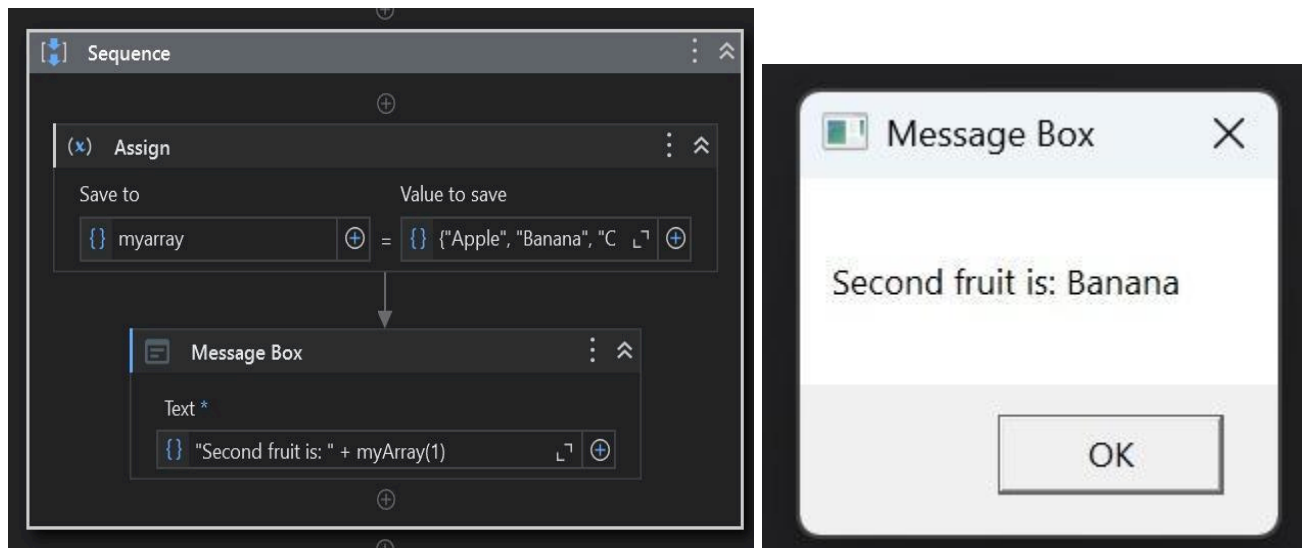 Sequence
(x) Assign
Save to
Value to save
{} myarray
=
{} {"Apple", "Banana", "C
Message Box
Text *
{} "Second fruit is: " + myArray(1)
Message Box
Second fruit is: Banana
OK